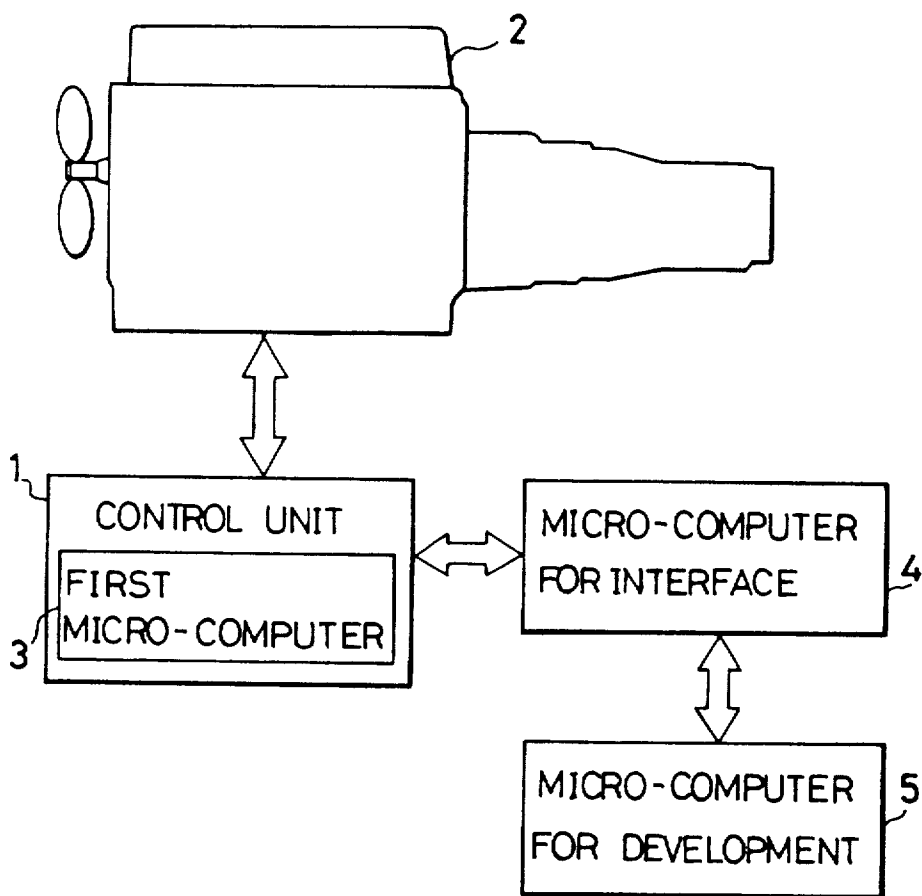 2
1
CONTROL UNIT
FIRST
MICRO-COMPUTER
3
MICRO-COMPUTER
FOR INTERFACE
4
MICRO-COMPUTER
FOR DEVELOPMENT
5